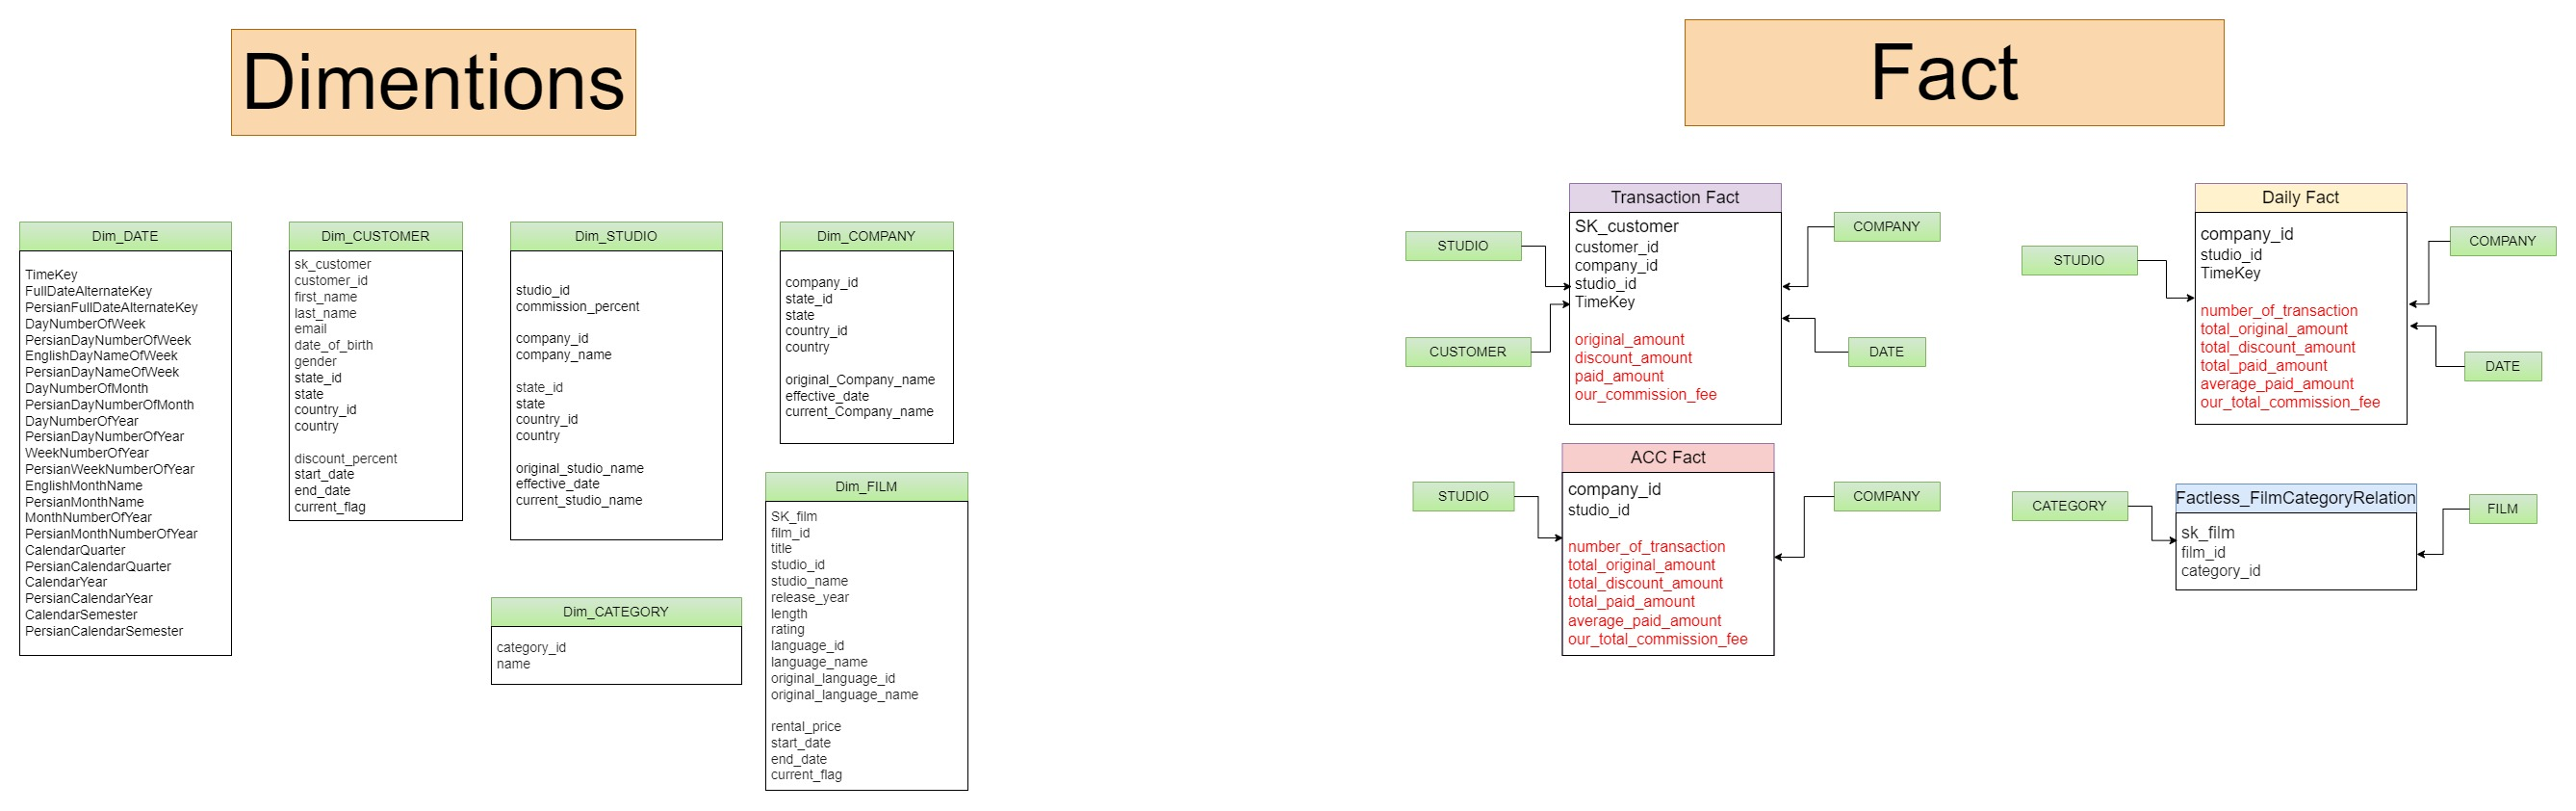 Dimentions
Fact
Dim_DATE
TimeKey
FullDateAlternateKey
PersianFullDateAlternateKey
DayNumberOfWeek
PersianDayNumberOfWeek
EnglishDayNameOfWeek
PersianDayNameOfWeek
DayNumberOfMonth
PersianDayNumberOfMonth
DayNumberOfYear
PersianDayNumberOfYear
WeekNumberOfYear
PersianWeekNumberOfYear
EnglishMonthName
PersianMonthName
MonthNumberOfYear
PersianMonthNumberOfYear
CalendarQuarter
PersianCalendarQuarter
CalendarYear
PersianCalendarYear
CalendarSemester
PersianCalendarSemester
Dim_CUSTOMER
sk_customer
customer_id
first_name
last_name
email
date_of_birth
gender
state_id
state
country_id
country
discount_percent
start_date
end_date
current_flag
Dim_STUDIO
studio_id
commission_percent
company_id
company_name
state_id
state
country_id
country
original_studio_name
effective_date
current_studio_name
Dim_COMPANY
company_id
state_id
state
country_id
country
original_Company_name
effective_date
current_Company_name
Dim_CATEGORY
category_id
name
Dim_FILM
SK_film
film_id
title
studio_id
studio_name
release_year
length
rating
language_id
language_name
original_language_id
original_language_name
rental_price
start_date
end_date
current_flag
STUDIO
CUSTOMER
Transaction Fact
SK_customer
customer_id
company_id
studio_id
TimeKey
original_amount
discount_amount
paid_amount
our_commission_fee
COMPANY
DATE
STUDIO
Daily Fact
company_id
studio_id
TimeKey
number_of_transaction
total_original_amount
total_discount_amount
total_paid_amount
average_paid_amount
our_total_commission_fee
COMPANY
DATE
STUDIO
ACC Fact
company_id
studio_id
number_of_transaction
total_original_amount
total_discount_amount
total_paid_amount
average_paid_amount
our_total_commission_fee
COMPANY
CATEGORY
Factless_FilmCategoryRelation
sk_film
film_id
category_id
FILM